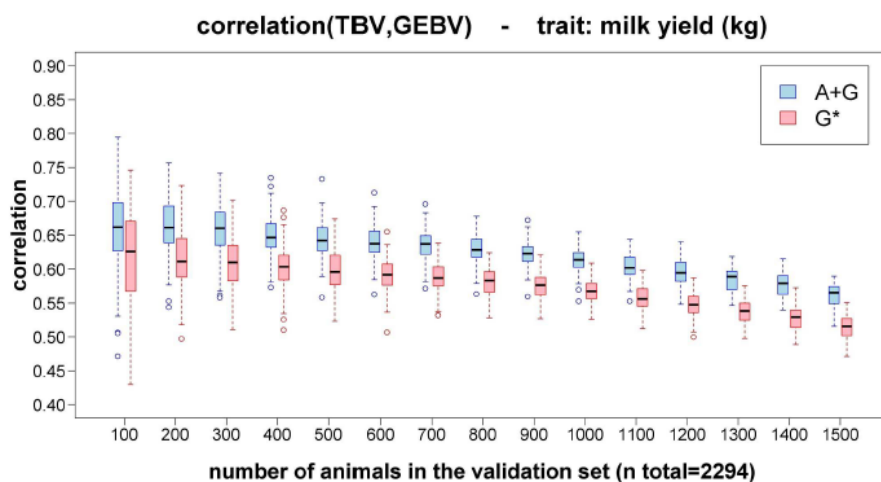 correlation(TBV,GEBV) - trait: milk yield (kg)
0.90
0.85
0.80
0.75
0.70
0.65
0.60
0.55
0.50
0.45
0.40
correlation
A+G
G*
100 200 300 400 500 600 700 800 900 1000 1100 1200 1300 1400 1500
number of animals in the validation set (n total=2294)